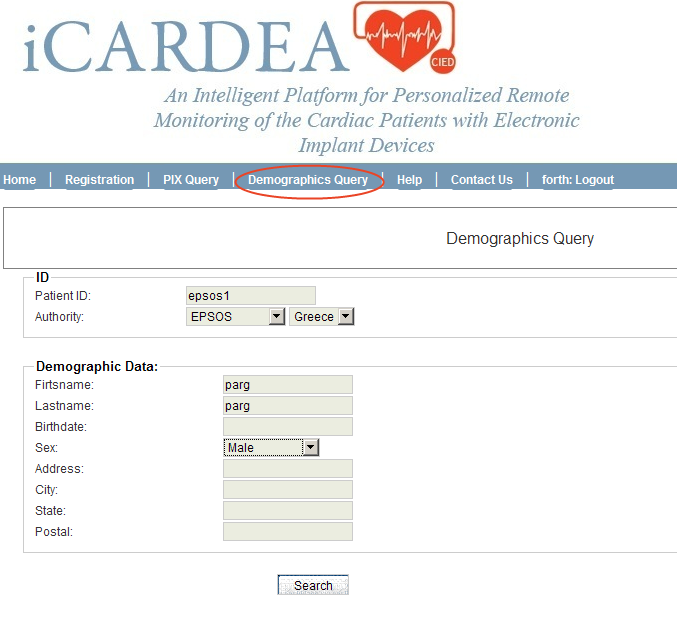 iCARDEA
CIED
An Intelligent Platform for Personalized Remote
Monitoring of the Cardiac Patients with Electronic
Implant Devices
Home | Registration | PIX Query | Demographics Query | Help | Contact Us | forth: Logout
Demographics Query
ID
Patient ID: epsos1
Authority: EPSOS Greece
Demographic Data:
Firtsname: parg
Lastname: parg
Birthdate:
Sex: Male
Address:
City:
State:
Postal:
Search